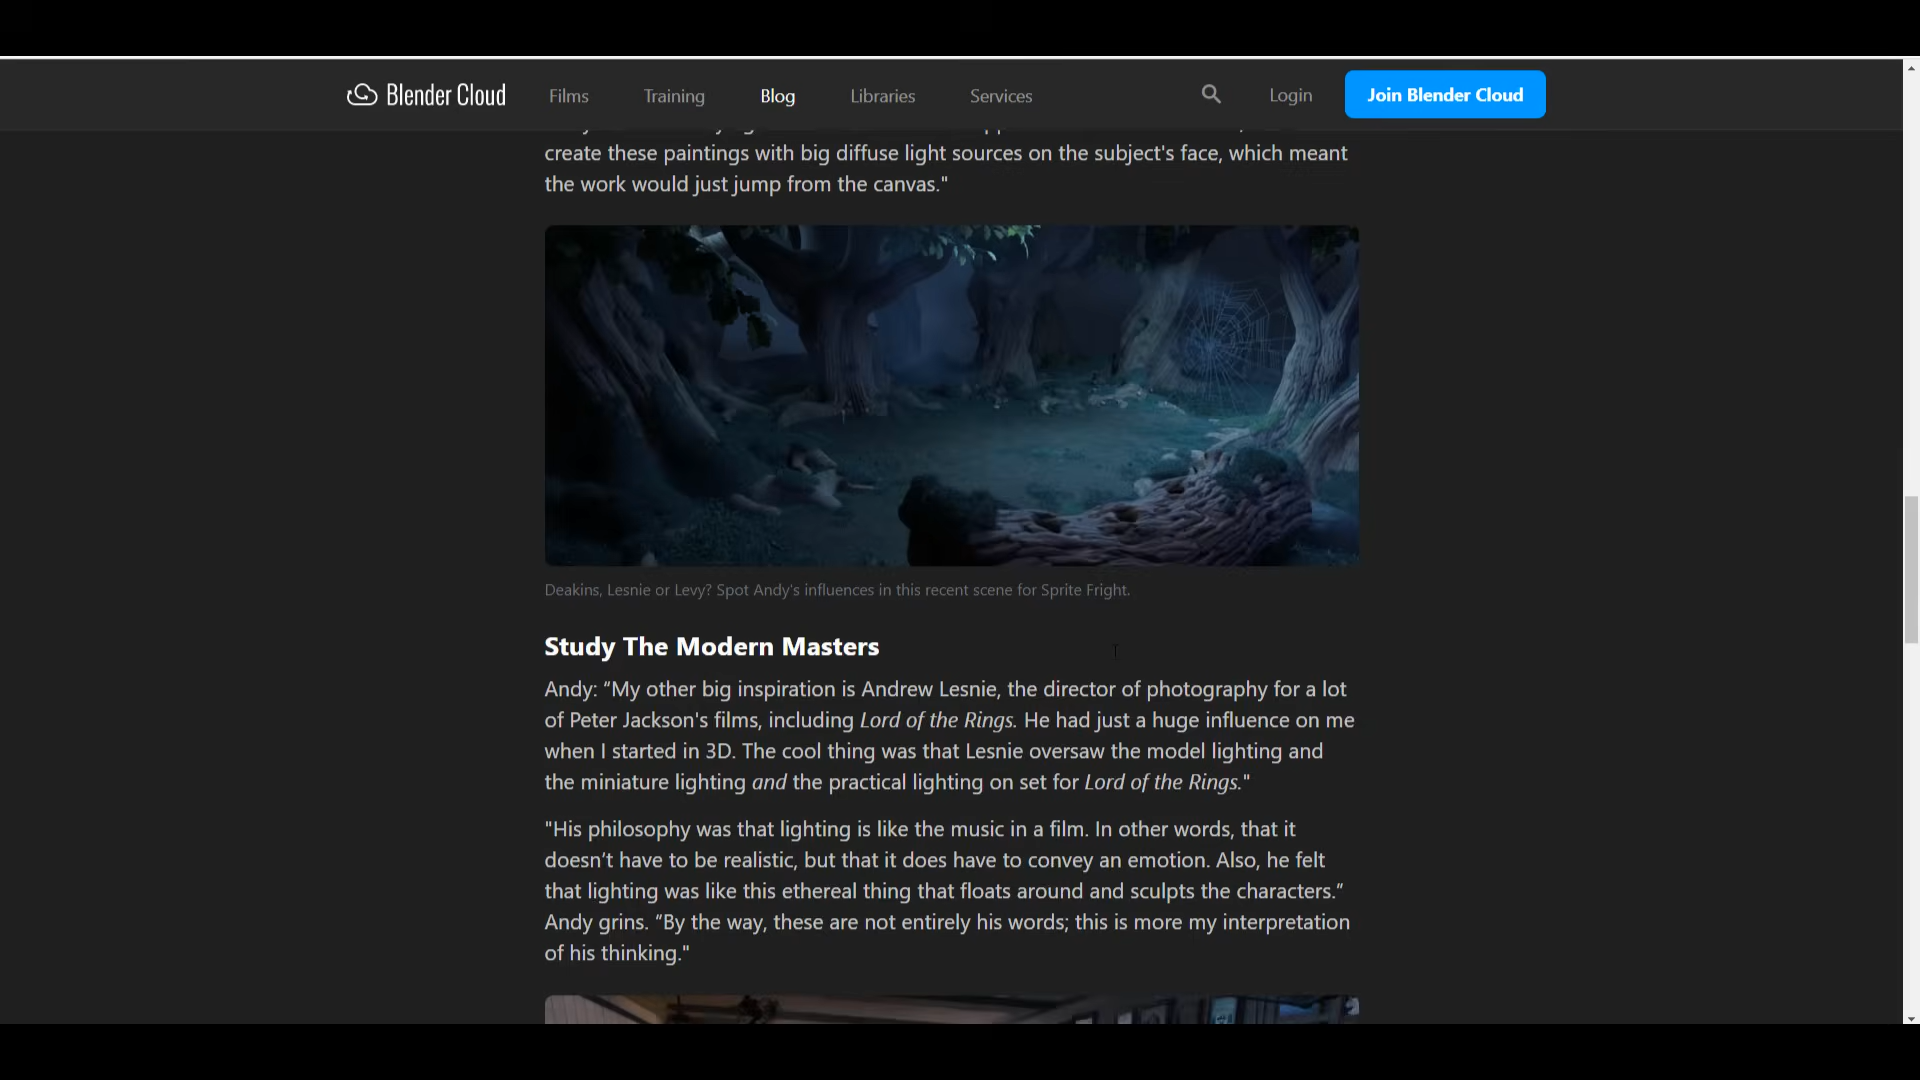 Blender Cloud
Films
Training
Blog
Libraries
Services
Login
Join Blender Cloud
create these paintings with big diffuse light sources on the subject's face, which meant
the work would just jump from the canvas."
Deakins, Lesnie or Levy? Spot Andy's influences in this recent scene for Sprite Fright.
Study The Modern Masters
Andy: “My other big inspiration is Andrew Lesnie, the director of photography for a lot
of Peter Jackson's films, including Lord of the Rings. He had just a huge influence on me
when I started in 3D. The cool thing was that Lesnie oversaw the model lighting and
the miniature lighting and the practical lighting on set for Lord of the Rings."
"His philosophy was that lighting is like the music in a film. In other words, that it
doesn’t have to be realistic, but that it does have to convey an emotion. Also, he felt
that lighting was like this ethereal thing that floats around and sculpts the characters.”
Andy grins. “By the way, these are not entirely his words; this is more my interpretation
of his thinking."